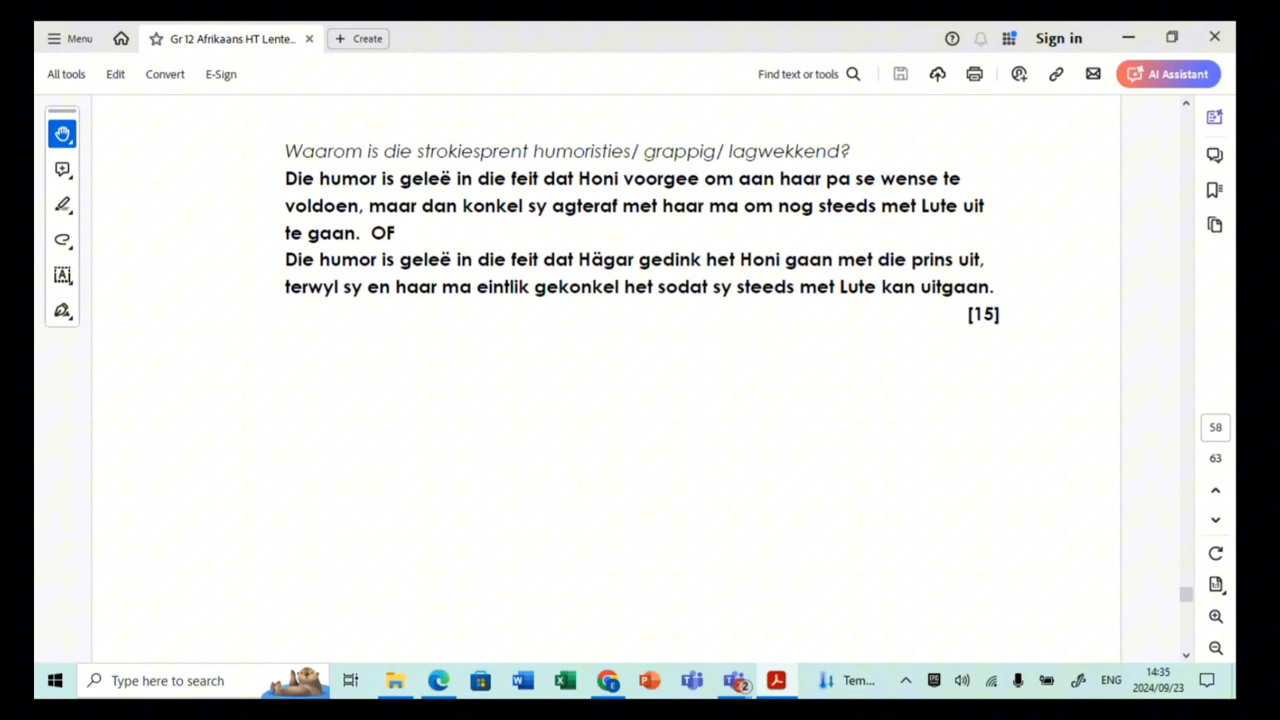 Menu
Gr 12 Afrikaans HT Lente...
Create
Sign in
All tools
Edit
Convert
E-Sign
Find text or tools
AI Assistant
Waarom is die strokiesprent humoristies/ grappig/ lagwekkend?
Die humor is geleë in die feit dat Honi voorgee om aan haar pa se wense te
voldoen, maar dan konkel sy agteraf met haar ma om nog steeds met Lute uit
te gaan. OF
Die humor is geleë in die feit dat Hägar gedink het Honi gaan met die prins uit,
terwyl sy en haar ma eintlik gekonkel het sodat sy steeds met Lute kan uitgaan.
[15]
58
63
Type here to search
Tem...
ENG
14:35
2024/09/23